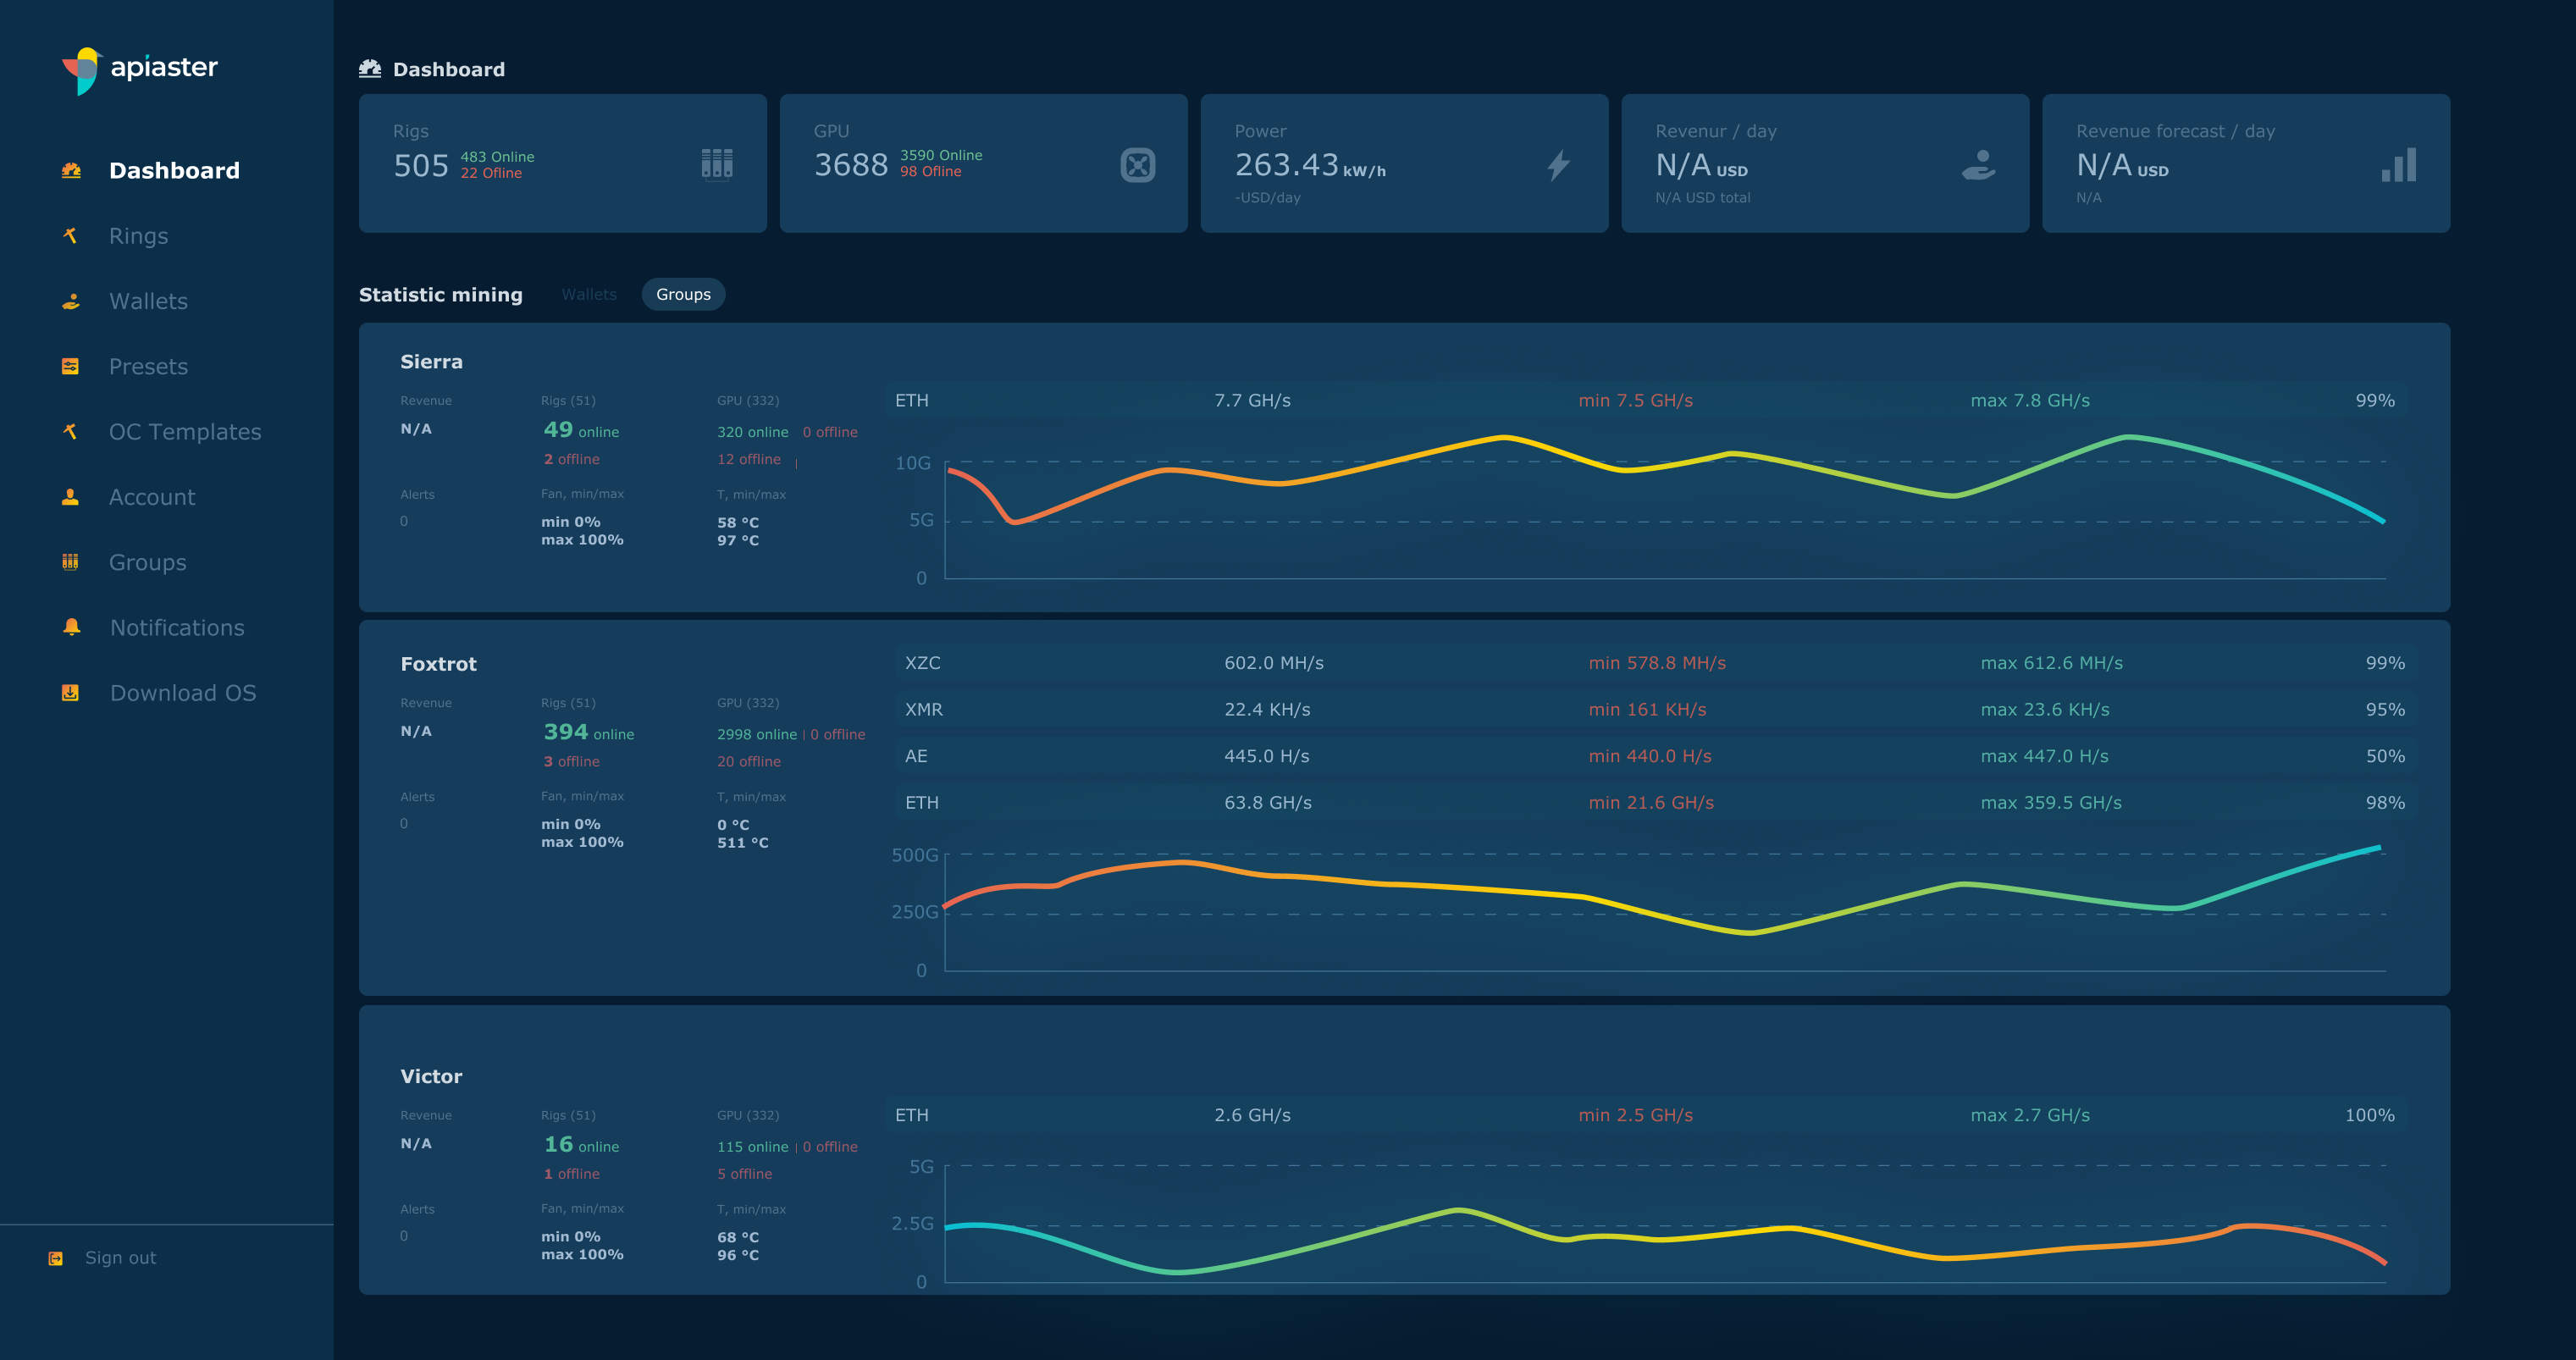 apiaster
Dashboard
Rings
Wallets
Presets
OC Templates
Account
Groups
Notifications
Download OS
Sign out
Dashboard
Rigs
505 483 Online
22 Ofline
GPU
3688 3590 Online
98 Ofline
Power
263.43 kW/h
-USD/day
Revenur / day
N/A USD
N/A USD total
Revenue forecast / day
N/A USD
N/A
Statistic mining Wallets Groups
Sierra
Revenue Rigs (51) GPU (332)
N/A 49 online 320 online 0 offline
2 offline 12 offline |
Alerts Fan, min/max T, min/max
0 min 0% 58 °C
max 100% 97 °C
ETH 7.7 GH/s min 7.5 GH/s max 7.8 GH/s 99%
10G
5G
0
Foxtrot
Revenue Rigs (51) GPU (332)
N/A 394 online 2998 online | 0 offline
3 offline 20 offline
Alerts Fan, min/max T, min/max
0 min 0% 0 °C
max 100% 511 °C
XZC 602.0 MH/s min 578.8 MH/s max 612.6 MH/s 99%
XMR 22.4 KH/s min 161 KH/s max 23.6 KH/s 95%
AE 445.0 H/s min 440.0 H/s max 447.0 H/s 50%
ETH 63.8 GH/s min 21.6 GH/s max 359.5 GH/s 98%
500G
250G
0
Victor
Revenue Rigs (51) GPU (332)
N/A 16 online 115 online | 0 offline
1 offline 5 offline
Alerts Fan, min/max T, min/max
0 min 0% 68 °C
max 100% 96 °C
ETH 2.6 GH/s min 2.5 GH/s max 2.7 GH/s 100%
5G
2.5G
0